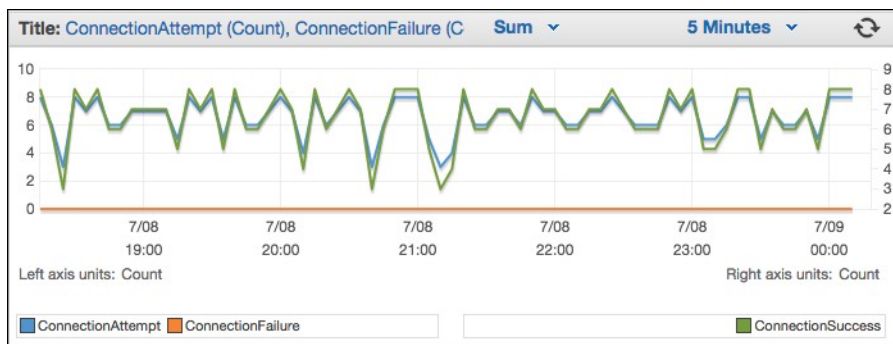 Title: ConnectionAttempt (Count), ConnectionFailure (C Sum 5 Minutes
10 9
8 8
7
6 6
4 5
4
2 3
0 2
7/08 7/08 7/08 7/08 7/08 7/09
19:00 20:00 21:00 22:00 23:00 00:00
Left axis units: Count Right axis units: Count
ConnectionAttempt ConnectionFailure ConnectionSuccess